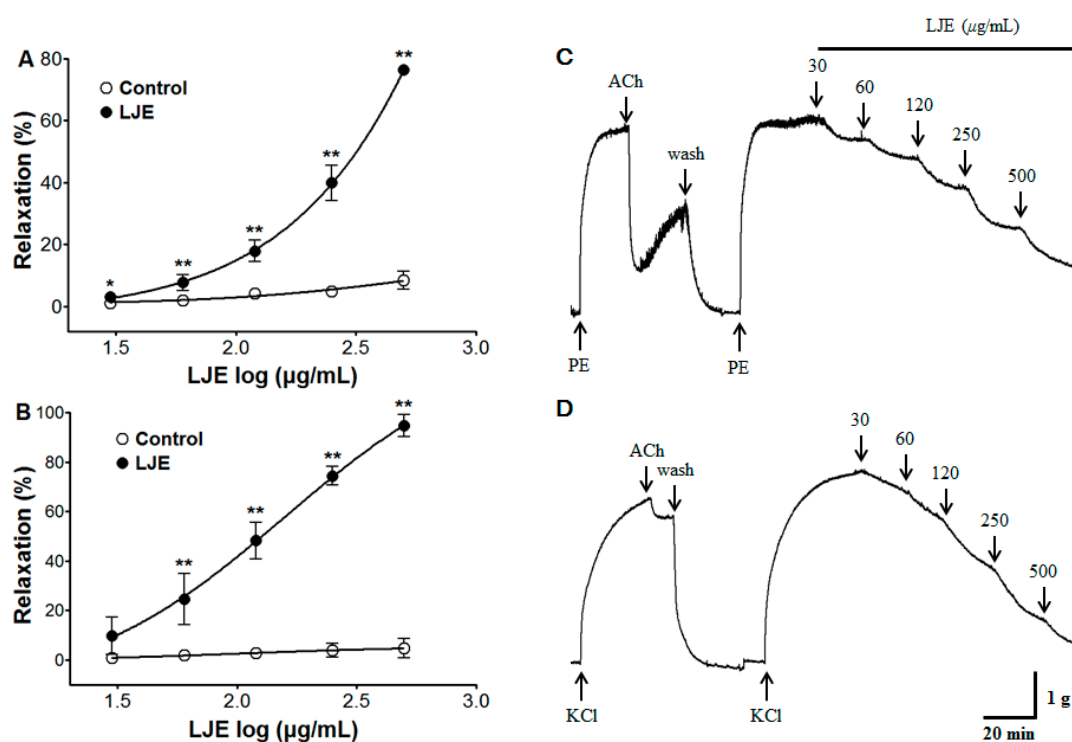 A
80
60
40
20
0
Relaxation (%)
Control
LJE
*
**
**
**
**
1.5
2.0
2.5
3.0
LJE log (µg/mL)
B
100
80
60
40
20
0
Relaxation (%)
Control
LJE
**
**
**
**
1.5
2.0
2.5
3.0
LJE log (µg/mL)
C
LJE (µg/mL)
ACh
wash
30
60
120
250
500
PE
PE
D
ACh
wash
30
60
120
250
500
KCl
KCl
1 g
20 min